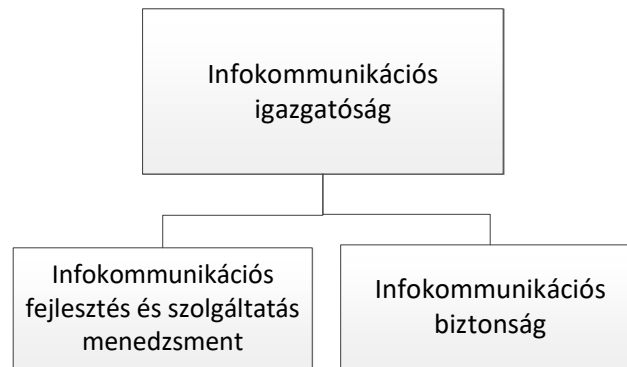 Infokommunikációs
igazgatóság
Infokommunikációs
fejlesztés és szolgáltatás
menedzsment
Infokommunikációs
biztonság